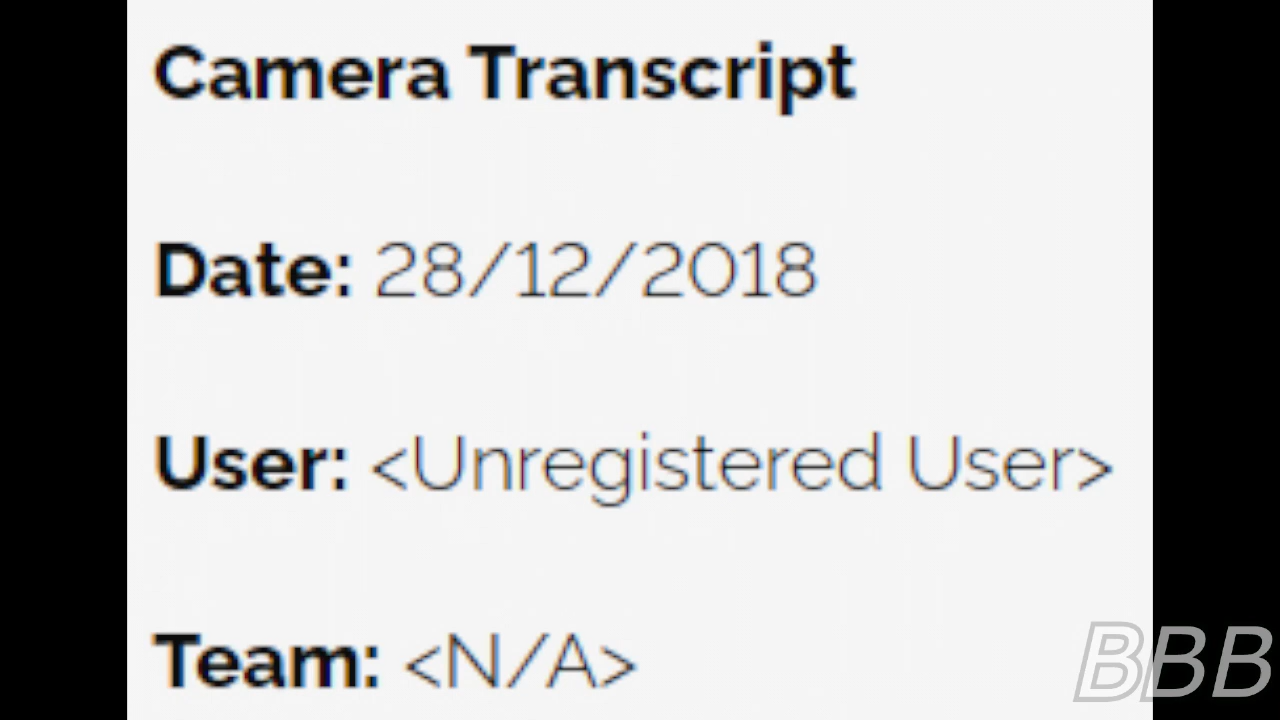 Camera Transcript
Date: 28/12/2018
User: <Unregistered User>
Team: <N/A>
BBB